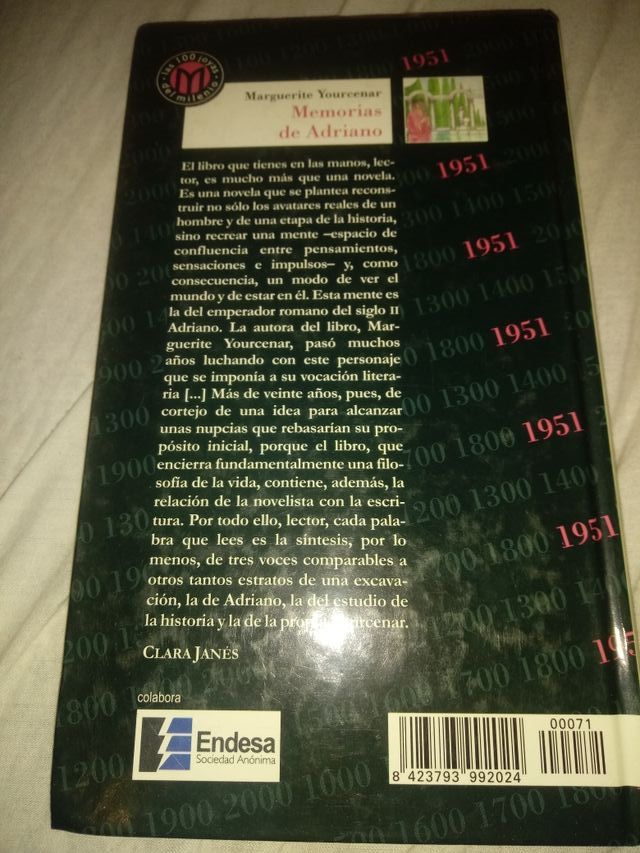 las 100 joyas
del milenio
1951
Marguerite Yourcenar
Memorias
de Adriano
El libro que tienes en las manos, lec-
tor, es mucho más que una novela.
Es una novela que se plantea recons-
truir no sólo los avatares reales de un
hombre y de una etapa de la historia,
sino recrear una mente –espacio de
confluencia entre pensamientos,
sensaciones e impulsos– y, como
consecuencia, un modo de ver el
mundo y de estar en él. Esta mente es
la del emperador romano del siglo II
Adriano. La autora del libro, Mar-
guerite Yourcenar, pasó muchos
años luchando con este personaje
que se imponía a su vocación litera-
ria [...] Más de veinte años, pues, de
cortejo de una idea para alcanzar
unas nupcias que rebasarían su pro-
pósito inicial, porque el libro, que
encierra fundamentalmente una filo-
sofía de la vida, contiene, además, la
relación de la novelista con la escri-
tura. Por todo ello, lector, cada pala-
bra que lees es la síntesis, por lo
menos, de tres voces comparables a
otros tantos estratos de una excava-
ción, la de Adriano, la del estudio de
la historia y la de la propia Yourcenar.
CLARA JANÉS
1951
1951
1951
1951
1951
colabora
Endesa
Sociedad Anónima
00071
8 423793 992024